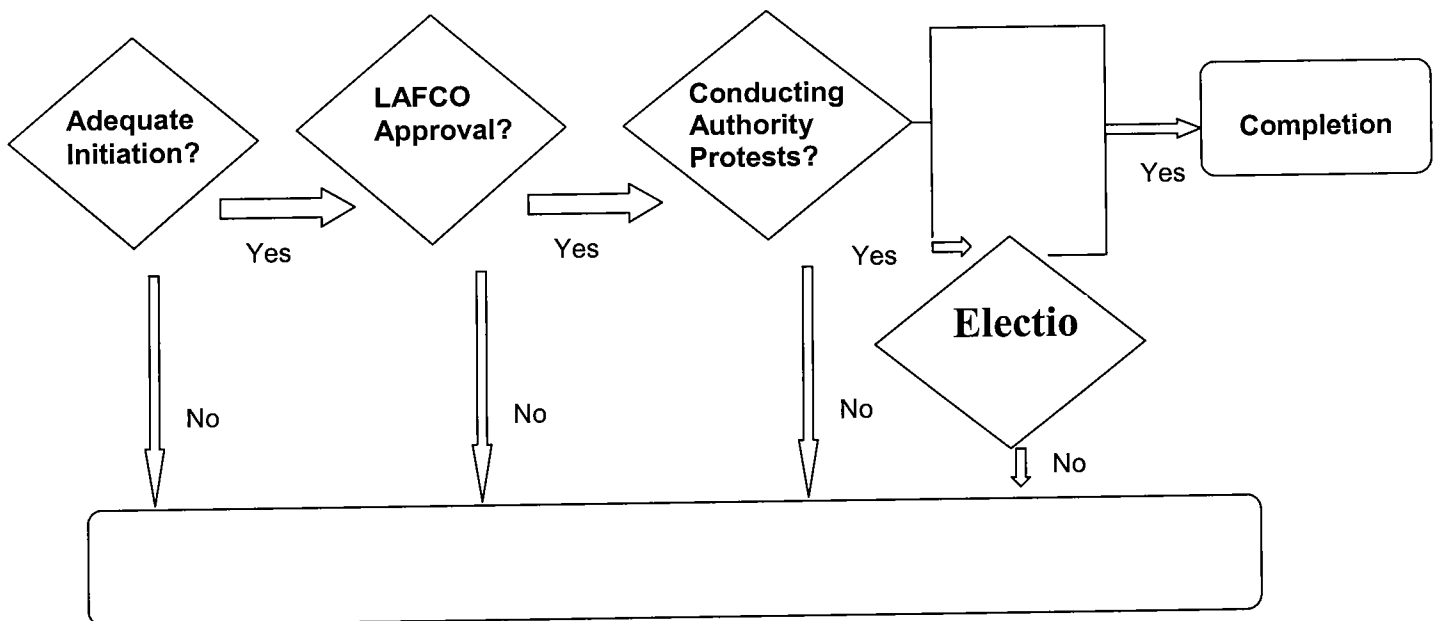 Adequate
Initiation?
LAFCO
Approval?
Conducting
Authority
Protests?
Completion
Yes
Yes
Yes
Yes
Electio
No
No
No
No